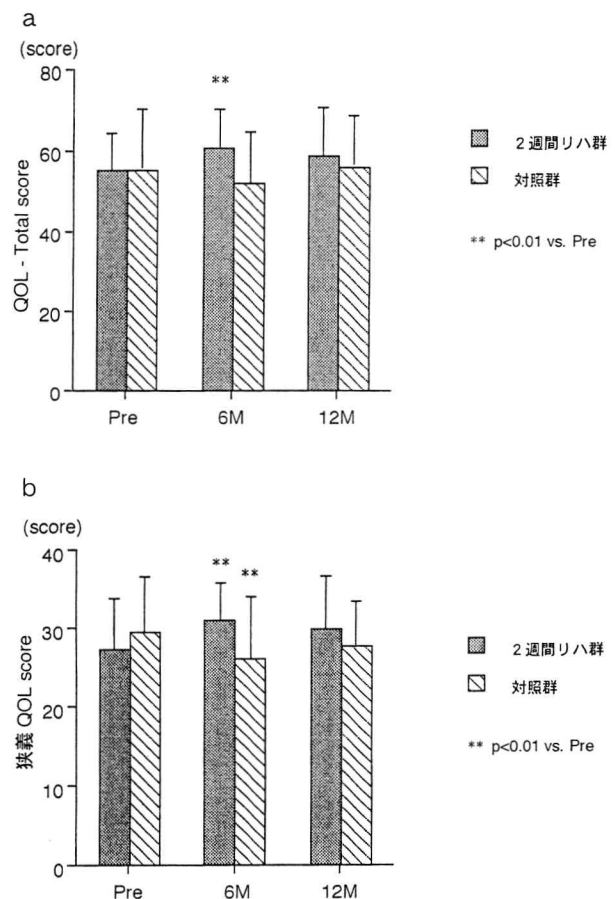 a
(score)
80
60
40
20
0
QOL - Total score
**
Pre
6M
12M
2週間リハ群
対照群
** p<0.01 vs. Pre
b
(score)
40
30
20
10
0
狭義 QOL score
**
**
Pre
6M
12M
2週間リハ群
対照群
** p<0.01 vs. Pre